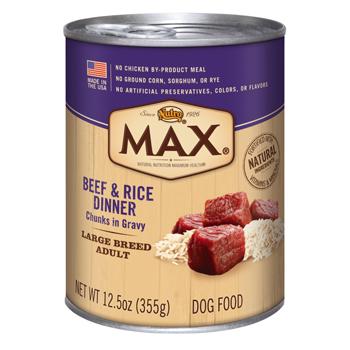 MADE IN
THE USA
NO CHICKEN BY-PRODUCT MEAL
NO GROUND CORN, SORGHUM, OR RYE
NO ARTIFICIAL PRESERVATIVES, COLORS, OR FLAVORS
Since Nutro 1926
MAX
NATURAL NUTRITION MAXIMUM HEALTH
NATURAL
BEEF & RICE
DINNER
Chunks in Gravy
LARGE BREED
ADULT
NET WT 12.5oz (355g)
DOG FOOD